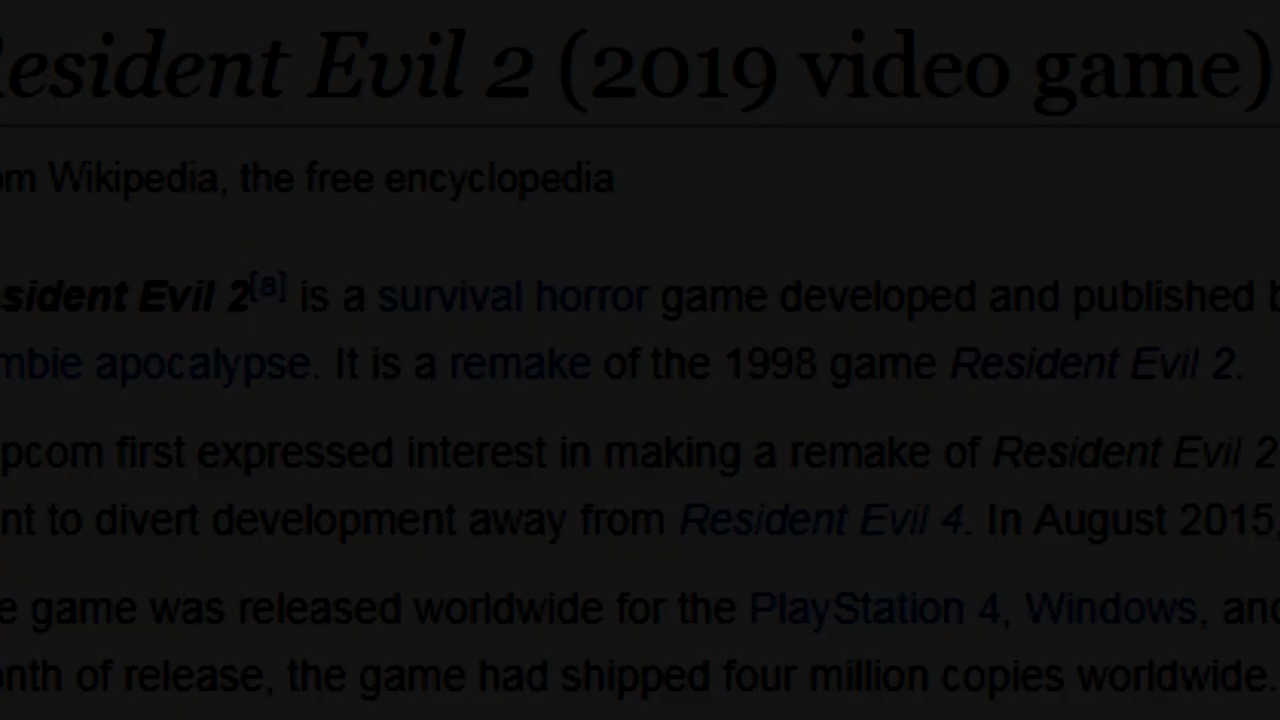 Resident Evil 2 (2019 video game)
om Wikipedia, the free encyclopedia
sident Evil 2[a] is a survival horror game developed and published b
mbie apocalypse. It is a remake of the 1998 game Resident Evil 2.
pcom first expressed interest in making a remake of Resident Evil 2
nt to divert development away from Resident Evil 4. In August 2015,
e game was released worldwide for the PlayStation 4, Windows, and
onth of release, the game had shipped four million copies worldwide.